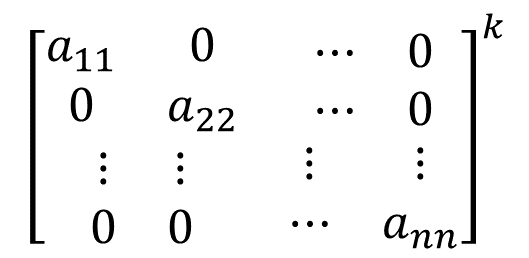 a₁₁ 0 ⋯ 0 k
0 a₂₂ ⋯ 0
⋮ ⋮ ⋮ ⋮
0 0 ⋯ aₙₙ